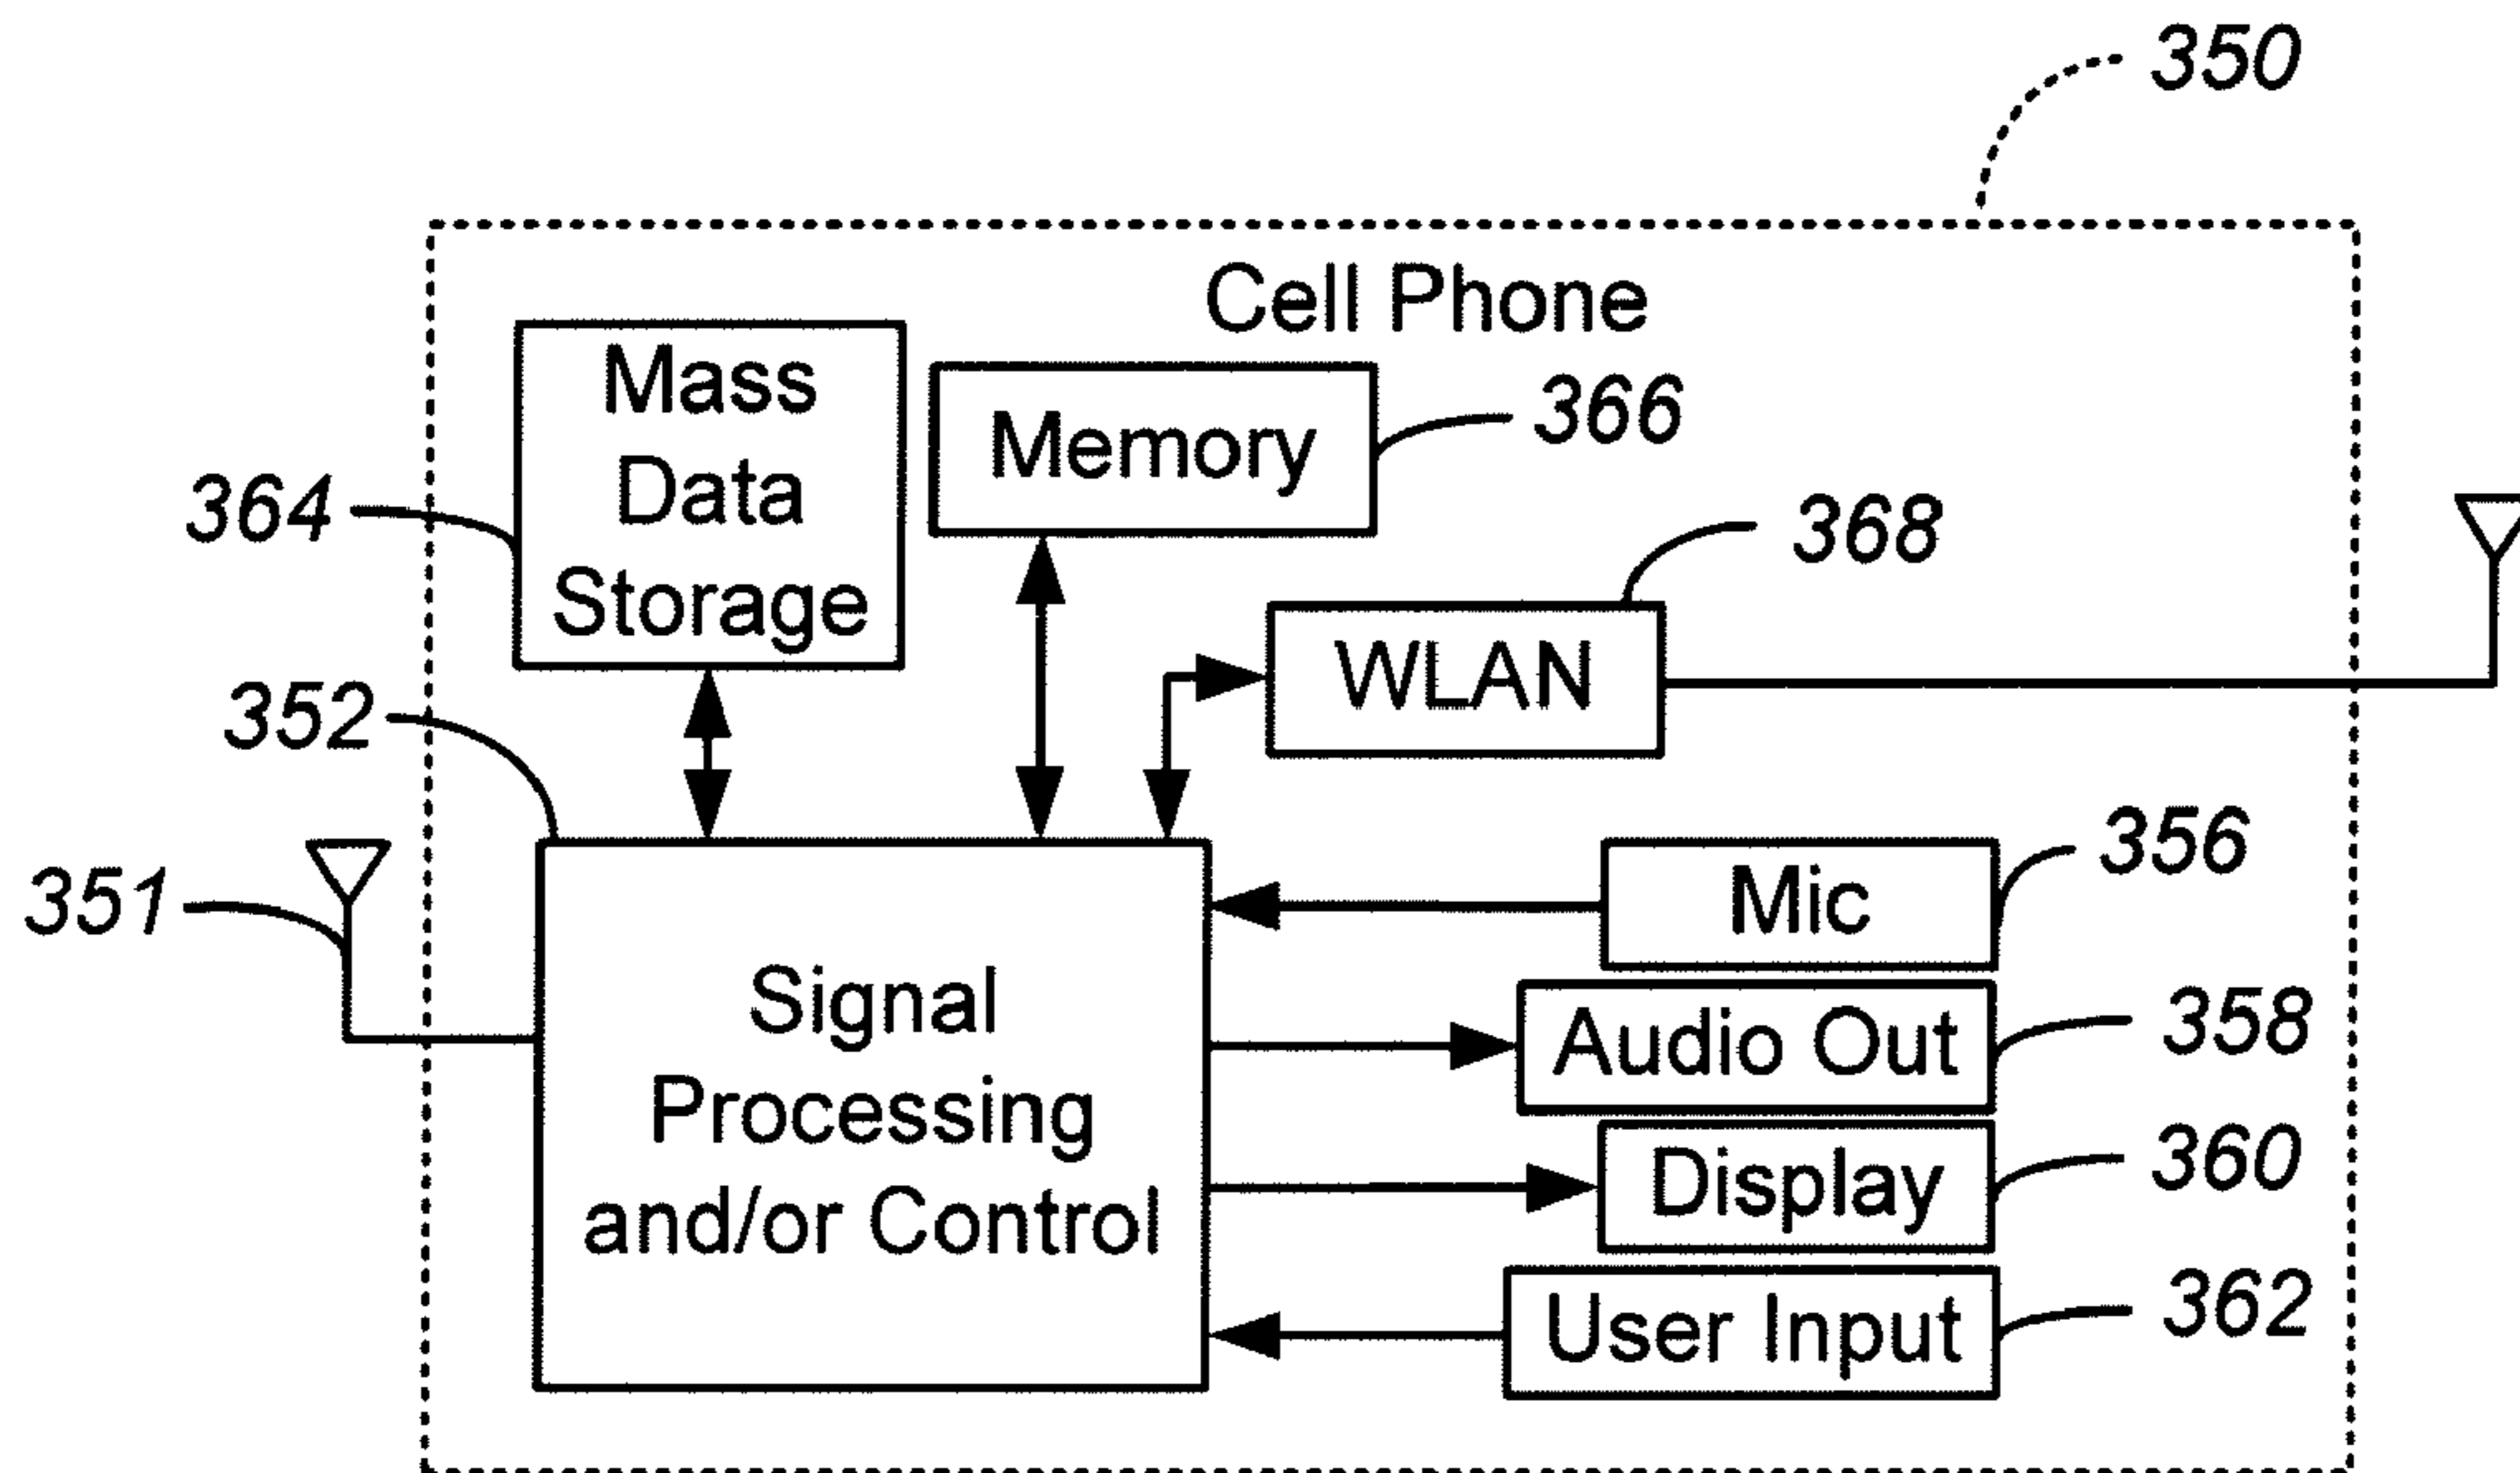 350
Cell Phone
Mass
Data
Storage
Memory
366
364
368
WLAN
352
351
Signal
Processing
and/or Control
Mic
356
Audio Out
358
Display
360
User Input
362